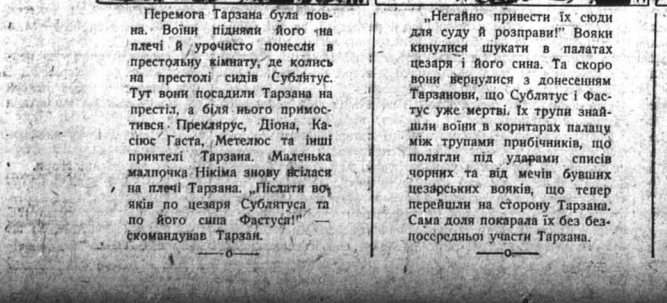 Перемога Тарзана була пов-
на. Воїни підняли його на
плечі й урочисто понесли в
престольну кімнату, де колись
на престолі сидів Сублятус.
Тут вони посадили Тарзана на
престіл, а біля нього примос-
тився Преклярус, Діона, Ка-
сіюс Гаста, Метелюс та інші
приятелі Тарзана. Маленька
малпочка Нікіма знову всілася
на плечі Тарзана. „Післати во-
яків по цезаря Сублятуса та
по його сина Фастуса!" —
скомандував Тарзан.
—o—
„Негайно привести їх сюди
для суду й розправи!" Вояки
кинулися шукати в палатах
цезаря і його сина. Та скоро
вони вернулися з донесенням
Тарзанови, що Сублятус і Фас-
тус уже мертві. Їх трупи знай-
шли воїни в коритарах палацу
між трупами прибічників, що
полягли під ударами списів
чорних та від мечів бувших
цезарських вояків, що тепер
перейшли на сторону Тарзана.
Сама доля покарала їх без без-
посередньої участи Тарзана.
—o—